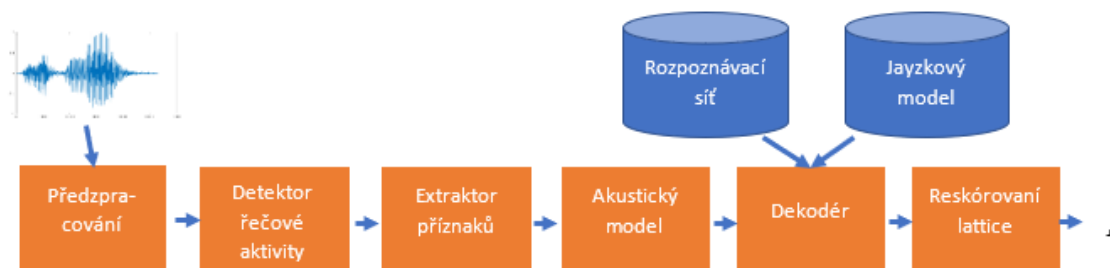 Rozpoznávací
síť
Jayzkový
model
Předzpra-
cování
Detektor
řečové
aktivity
Extraktor
příznaků
Akustický
model
Dekodér
Reskórovaní
lattice